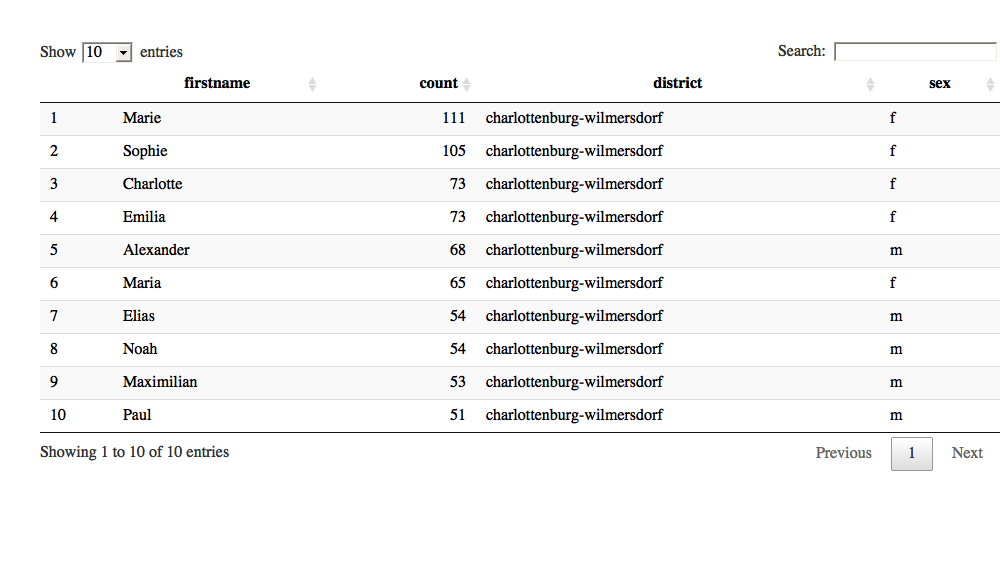 Show 10 entries Search:
firstname count district sex
1 Marie 111 charlottenburg-wilmersdorf f
2 Sophie 105 charlottenburg-wilmersdorf f
3 Charlotte 73 charlottenburg-wilmersdorf f
4 Emilia 73 charlottenburg-wilmersdorf f
5 Alexander 68 charlottenburg-wilmersdorf m
6 Maria 65 charlottenburg-wilmersdorf f
7 Elias 54 charlottenburg-wilmersdorf m
8 Noah 54 charlottenburg-wilmersdorf m
9 Maximilian 53 charlottenburg-wilmersdorf m
10 Paul 51 charlottenburg-wilmersdorf m
Showing 1 to 10 of 10 entries Previous 1 Next